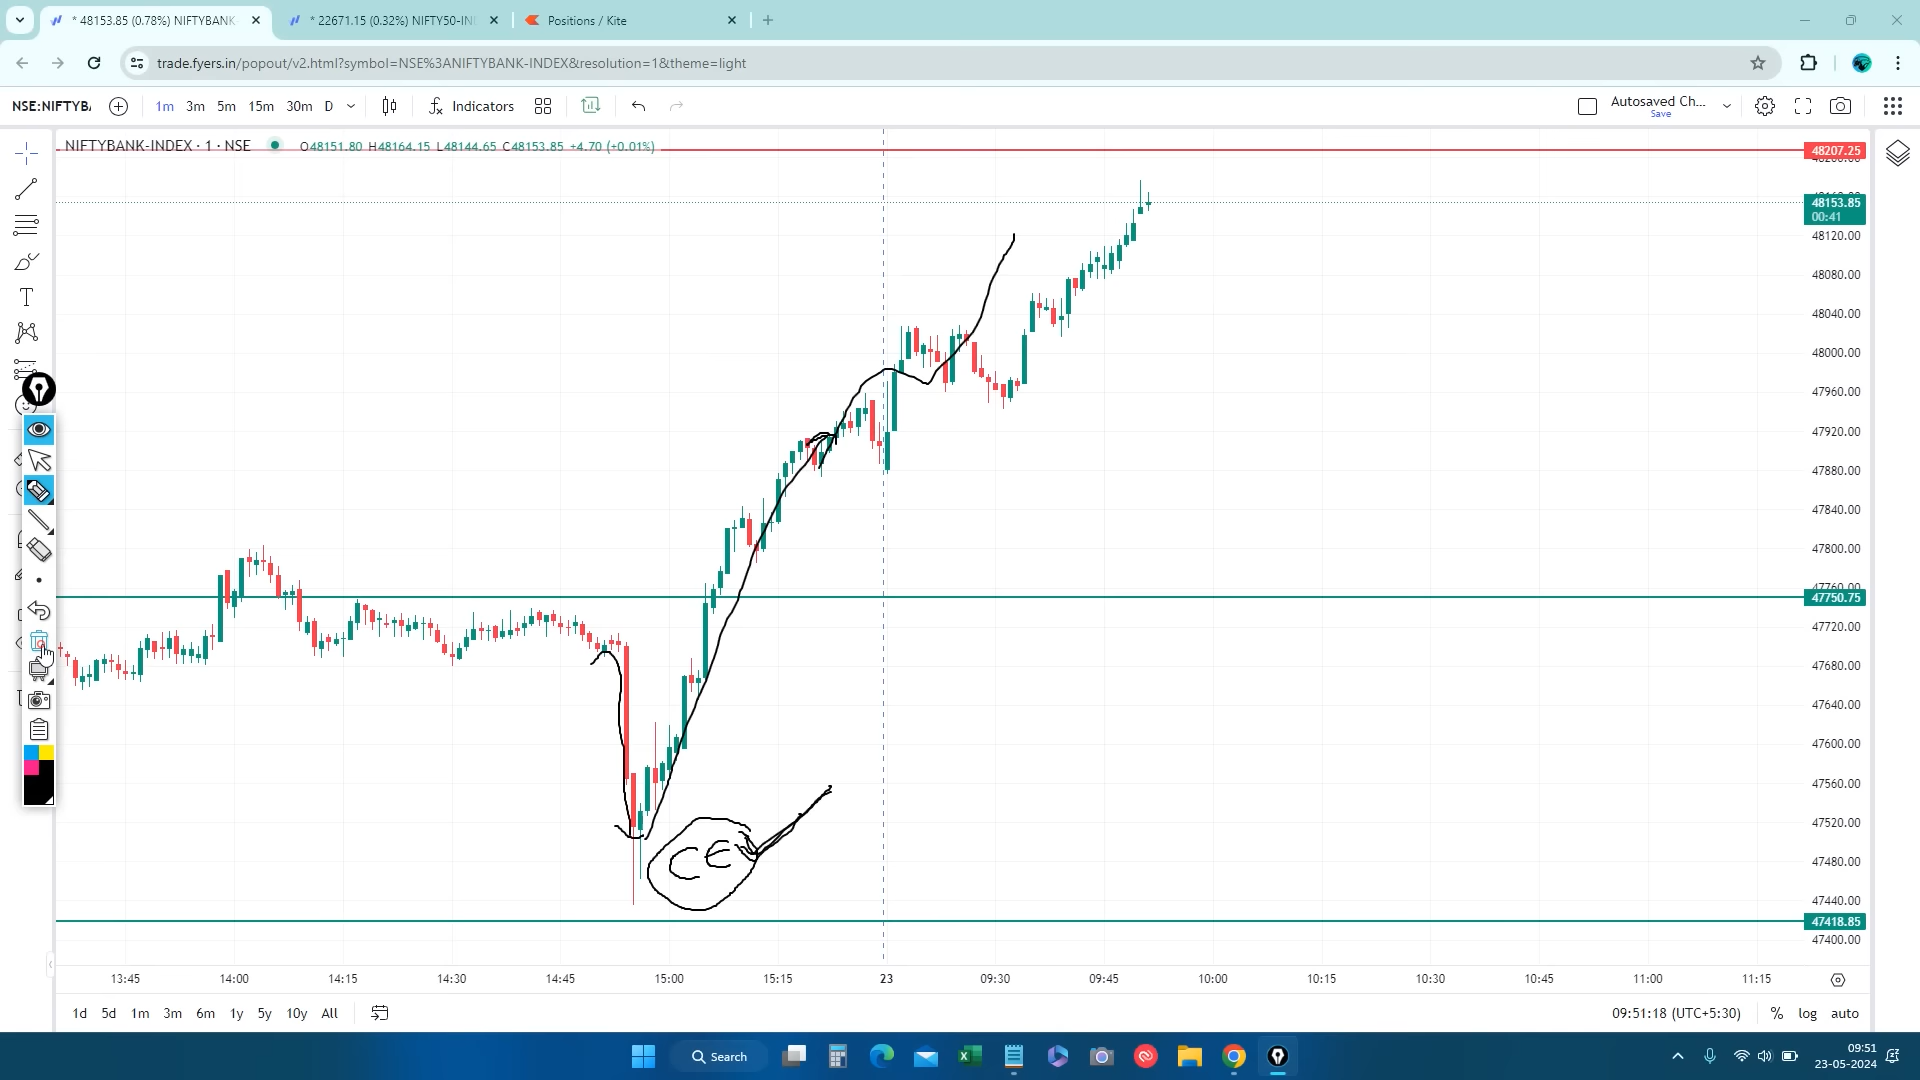 * 48153.85 (0.78%) NIFTYBANK
* 22671.15 (0.32%) NIFTY50-IN
Positions / Kite
trade.fyers.in/popout/v2.html?symbol=NSE%3ANIFTYBANK-INDEX&resolution=1&theme=light
NSE:NIFTYB
1m 3m 5m 15m 30m D
Indicators
Autosaved Ch...
Save
NIFTYBANK-INDEX · 1 · NSE
O48151.80 H48164.15 L48144.65 C48153.85 +4.70 (+0.01%)
48207.25
48153.85
00:41
48120.00
48080.00
48040.00
48000.00
47960.00
47920.00
47880.00
47840.00
47800.00
47760.00
47750.75
47720.00
47680.00
47640.00
47600.00
47560.00
47520.00
CE
47480.00
47440.00
47418.85
47400.00
13:45 14:00 14:15 14:30 14:45 15:00 15:15 23 09:30 09:45 10:00 10:15 10:30 10:45 11:00 11:15
1d 5d 1m 3m 6m 1y 5y 10y All
09:51:18 (UTC+5:30)
% log auto
Search
09:51
23-05-2024